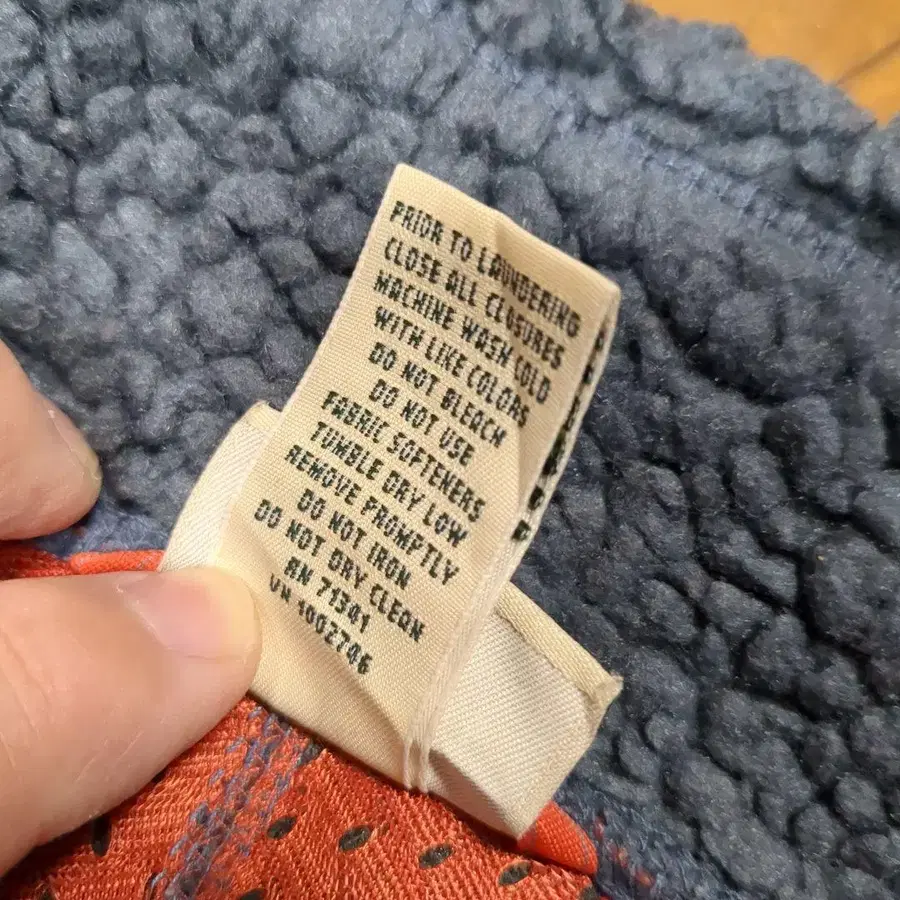 PRIOR TO LAUNDERING
CLOSE ALL CLOSURES
MACHINE WASH COLD
WITH LIKE COLORS
DO NOT BLEACH
DO NOT USE
FABRIC SOFTENERS
TUMBLE DRY LOW
REMOVE PROMPTLY
DO NOT IRON
DO NOT DRY CLEAN
RN 71341
VN 1002746